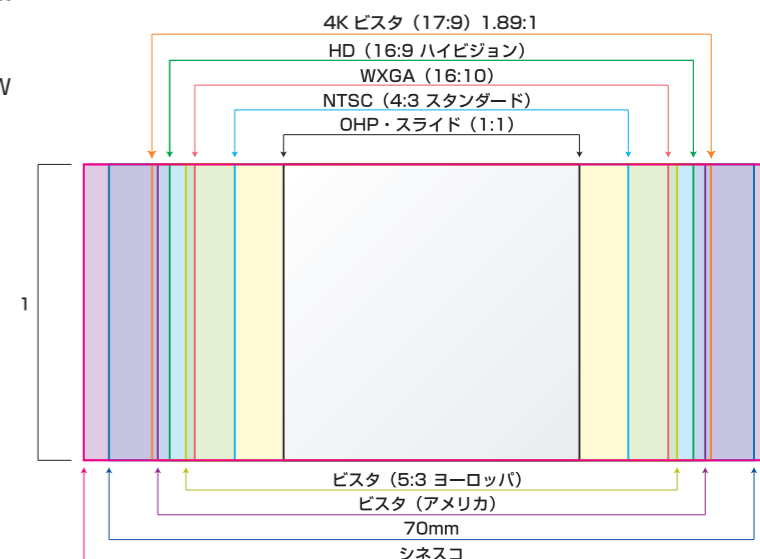 4K ビスタ（17:9）1.89:1
HD（16:9 ハイビジョン）
WXGA（16:10）
NTSC（4:3 スタンダード）
OHP・スライド（1:1）
1
ビスタ（5:3 ヨーロッパ）
ビスタ（アメリカ）
70mm
シネスコ